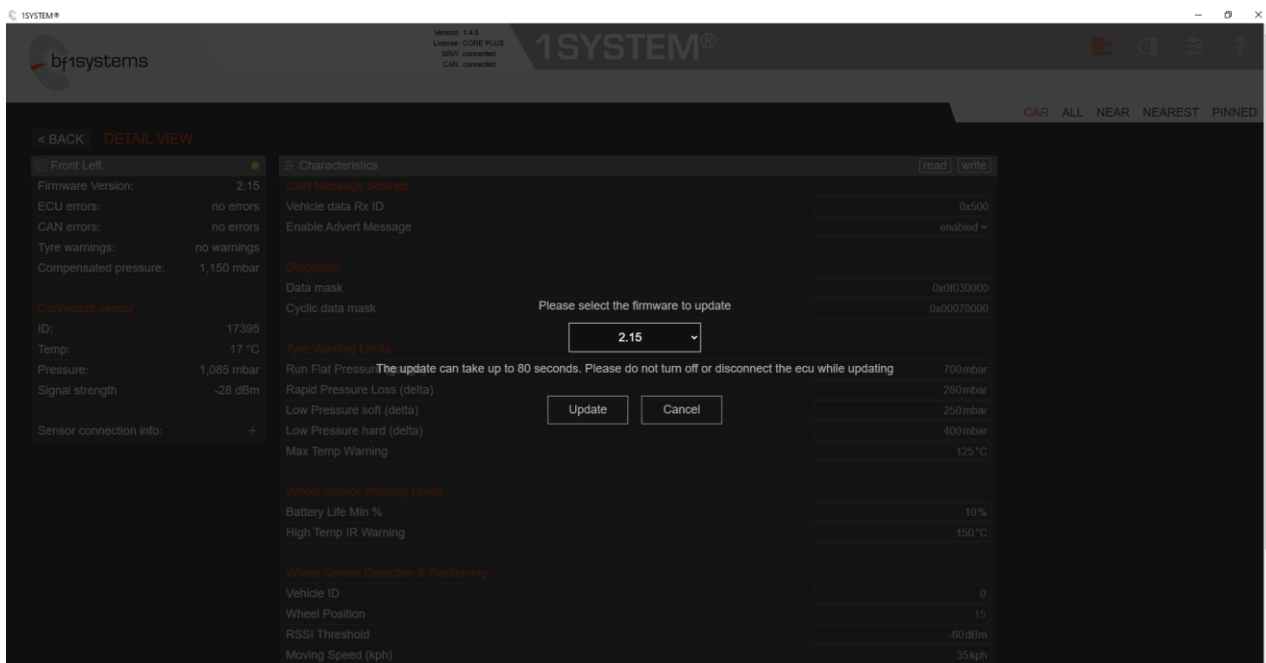 1SYSTEM®
bf1systems
Version: 1.4.8
License: CORE PLUS
SRW: connected
CAN: connected
1SYSTEM®
?
CAR ALL NEAR NEAREST PINNED
< BACK DETAIL VIEW
Front Left
Firmware Version: 2.15
ECU errors: no errors
CAN errors: no errors
Tyre warnings: no warnings
Compensated pressure: 1,150 mbar
Connected sensor
ID: 17395
Temp: 17 °C
Pressure: 1,085 mbar
Signal strength -28 dBm
Sensor connection info: +
Characteristics read write
CAN Message Settings
Vehicle data Rx ID 0x500
Enable Advert Message enabled
Diagnostic
Data mask 0x0f030000
Cyclic data mask 0x00070000
Tyre Warning Limits
Run Flat Pressure 700 mbar
Rapid Pressure Loss (delta) 280 mbar
Low Pressure soft (delta) 250 mbar
Low Pressure hard (delta) 400 mbar
Max Temp Warning 125 °C
Wheel Sensor Warning Limits
Battery Life Min % 10 %
High Temp IR Warning 150 °C
Wheel Sensor Detection & Positioning
Vehicle ID 0
Wheel Position 15
RSSI Threshold -60 dBm
Moving Speed (kph) 35 kph
Please select the firmware to update
2.15
The update can take up to 80 seconds. Please do not turn off or disconnect the ecu while updating
Update Cancel